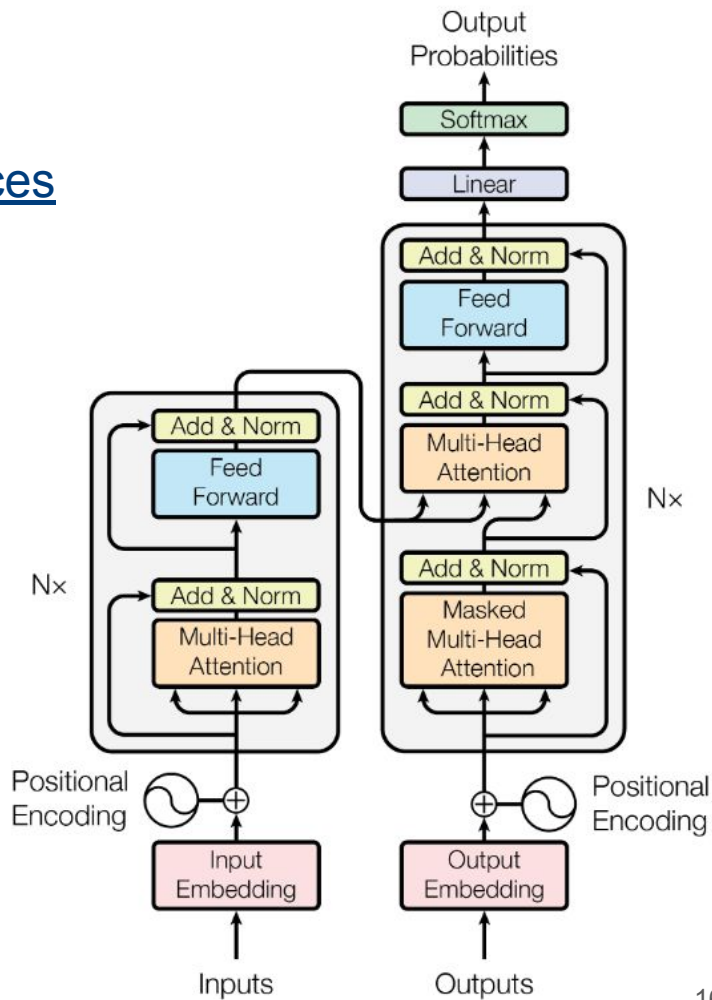 Output
Probabilities
Softmax
Linear
Add & Norm
Feed
Forward
Add & Norm
Multi-Head
Attention
Add & Norm
Masked
Multi-Head
Attention
Nx
Add & Norm
Feed
Forward
Add & Norm
Multi-Head
Attention
Nx
Positional
Encoding
Positional
Encoding
Input
Embedding
Output
Embedding
Inputs
Outputs